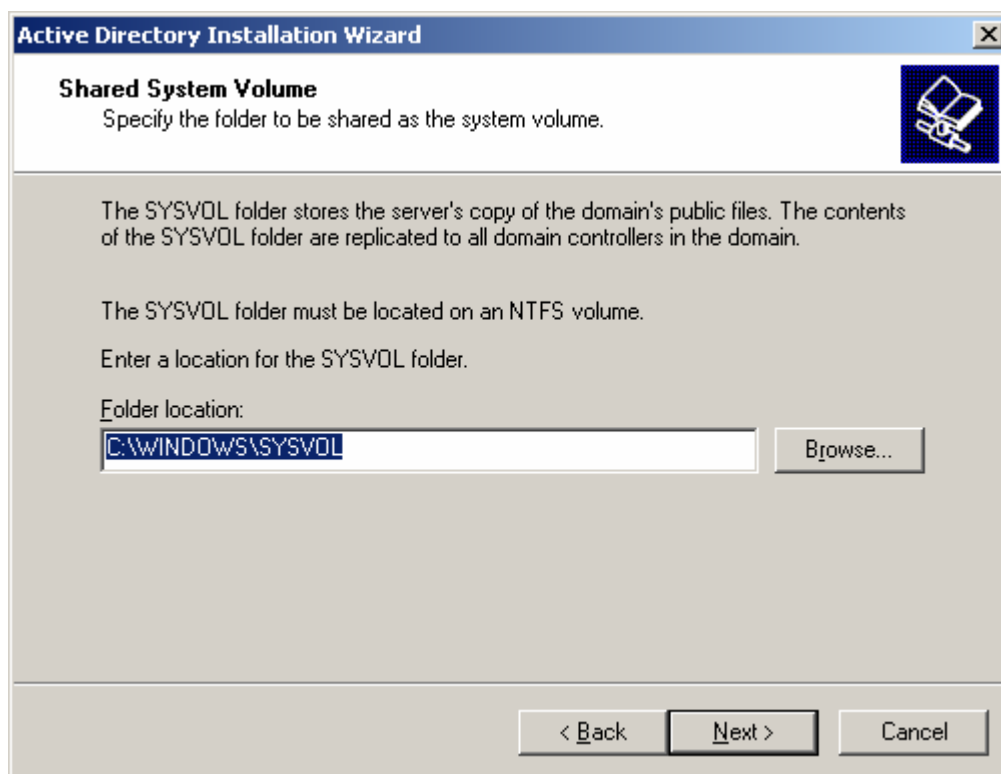 Active Directory Installation Wizard
Shared System Volume
Specify the folder to be shared as the system volume.
The SYSVOL folder stores the server's copy of the domain's public files. The contents
of the SYSVOL folder are replicated to all domain controllers in the domain.
The SYSVOL folder must be located on an NTFS volume.
Enter a location for the SYSVOL folder.
Folder location:
C:\WINDOWS\SYSVOL
Browse...
< Back
Next >
Cancel